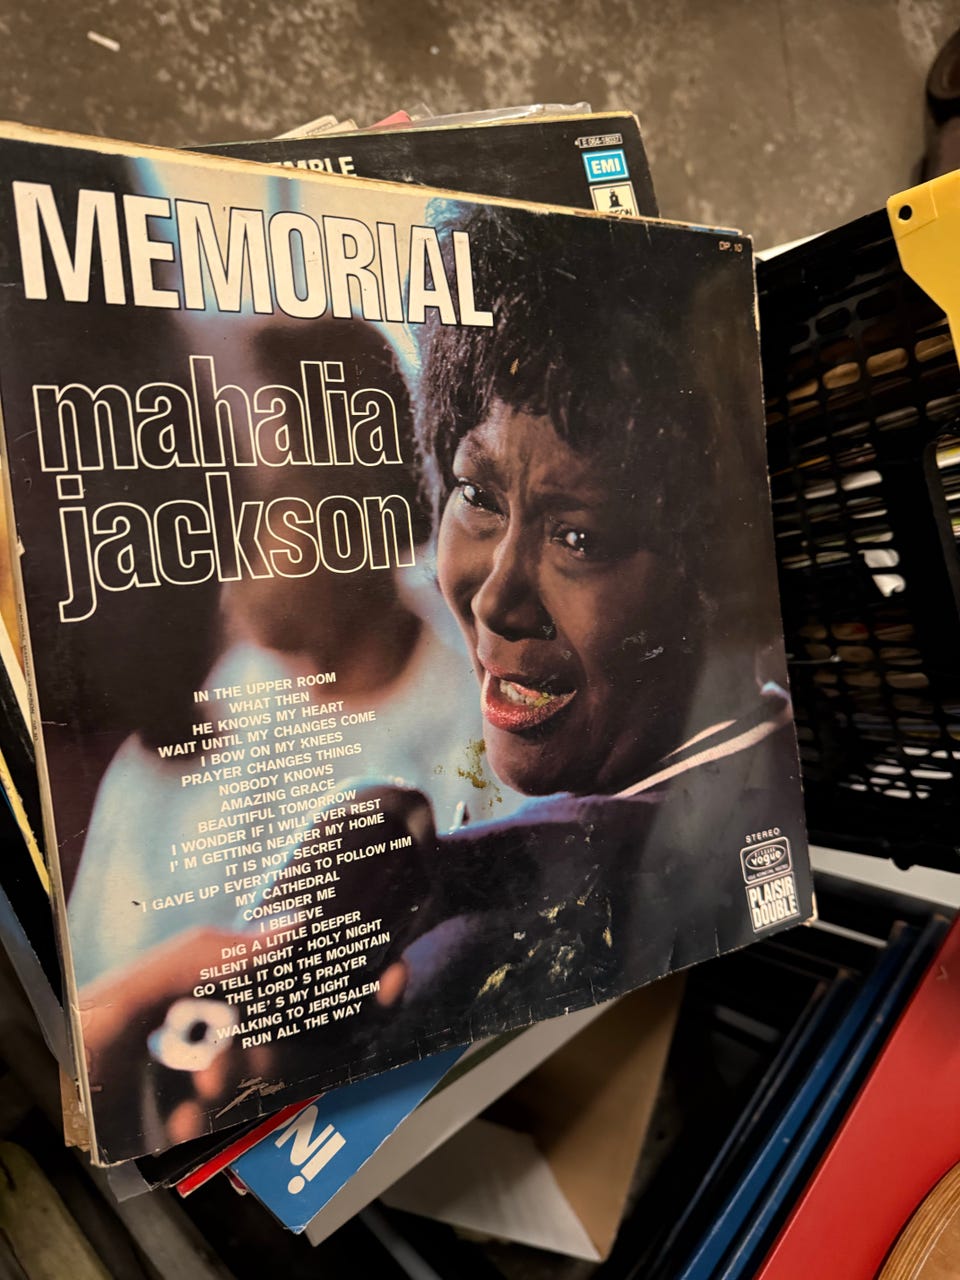 MBLE
E 064-18037
EMI
MEMORIAL
DP. 10
mahalia
jackson
IN THE UPPER ROOM
WHAT THEN
HE KNOWS MY HEART
WAIT UNTIL MY CHANGES COME
I BOW ON MY KNEES
PRAYER CHANGES THINGS
NOBODY KNOWS
AMAZING GRACE
BEAUTIFUL TOMORROW
I WONDER IF I WILL EVER REST
I' M GETTING NEARER MY HOME
IT IS NOT SECRET
I GAVE UP EVERYTHING TO FOLLOW HIM
MY CATHEDRAL
CONSIDER ME
I BELIEVE
DIG A LITTLE DEEPER
SILENT NIGHT - HOLY NIGHT
GO TELL IT ON THE MOUNTAIN
THE LORD' S PRAYER
HE' S MY LIGHT
WALKING TO JERUSALEM
RUN ALL THE WAY
STEREO
vogue
PLAISIR
DOUBLE